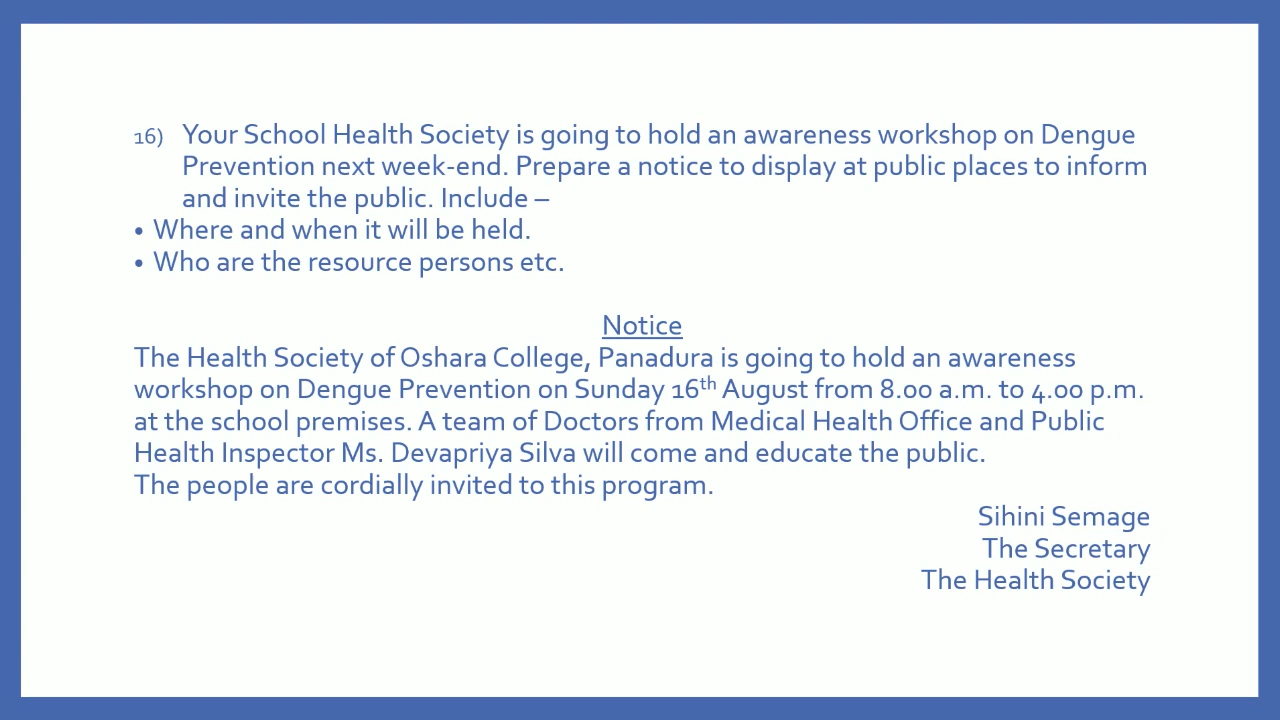 16) Your School Health Society is going to hold an awareness workshop on Dengue
Prevention next week-end. Prepare a notice to display at public places to inform
and invite the public. Include –
• Where and when it will be held.
• Who are the resource persons etc.
Notice
The Health Society of Oshara College, Panadura is going to hold an awareness
workshop on Dengue Prevention on Sunday 16th August from 8.00 a.m. to 4.00 p.m.
at the school premises. A team of Doctors from Medical Health Office and Public
Health Inspector Ms. Devapriya Silva will come and educate the public.
The people are cordially invited to this program.
Sihini Semage
The Secretary
The Health Society